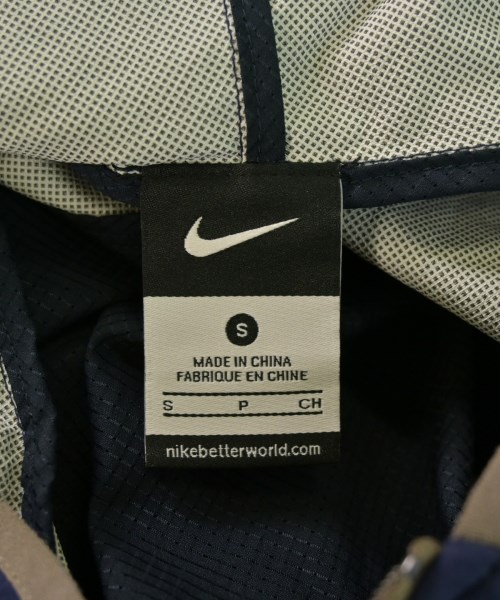 S
MADE IN CHINA
FABRIQUE EN CHINE
S P CH
nikebetterworld.com